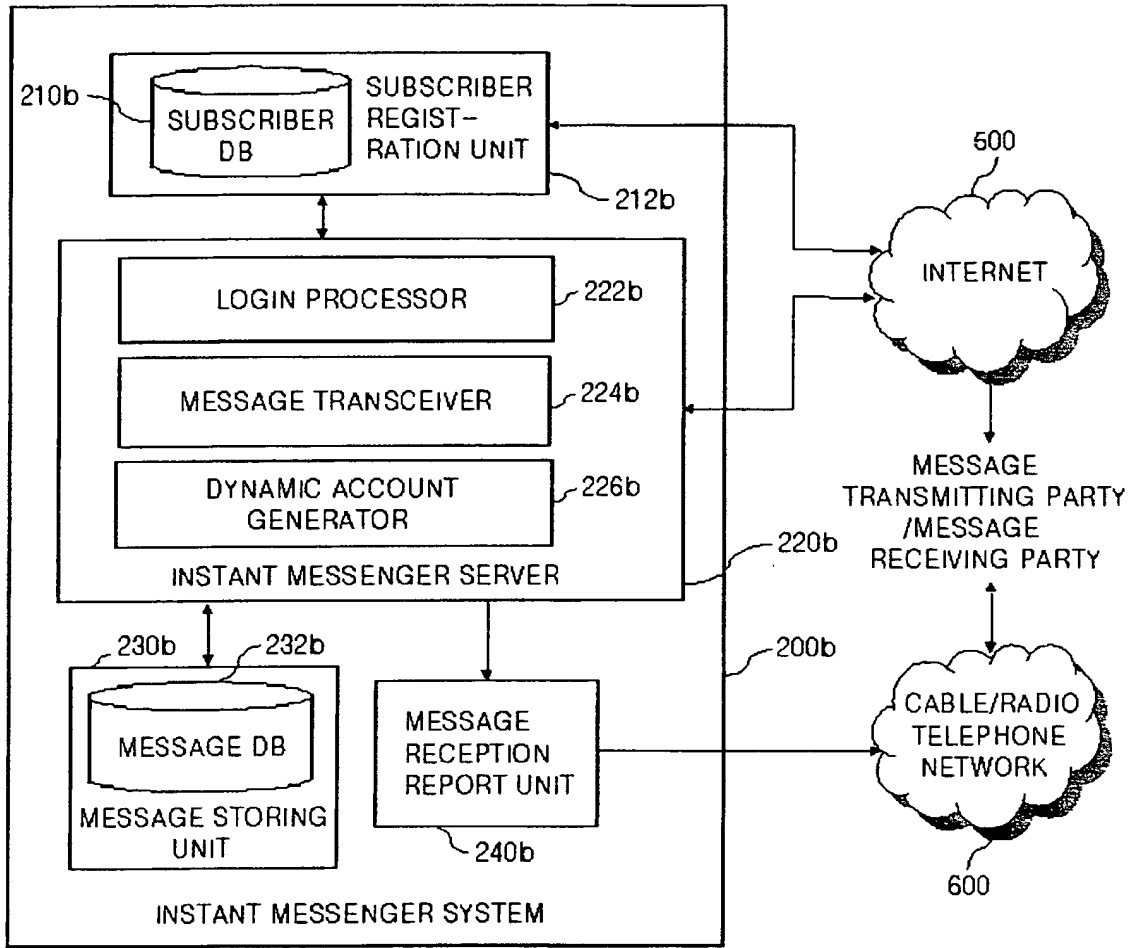 210b
SUBSCRIBER
DB
SUBSCRIBER
REGIST-
RATION UNIT
212b
LOGIN PROCESSOR
222b
MESSAGE TRANSCEIVER
224b
DYNAMIC ACCOUNT
GENERATOR
226b
INSTANT MESSENGER SERVER
220b
230b
232b
MESSAGE DB
MESSAGE STORING
UNIT
MESSAGE
RECEPTION
REPORT UNIT
240b
200b
INSTANT MESSENGER SYSTEM
500
INTERNET
MESSAGE
TRANSMITTING PARTY
/MESSAGE
RECEIVING PARTY
CABLE/RADIO
TELEPHONE
NETWORK
600